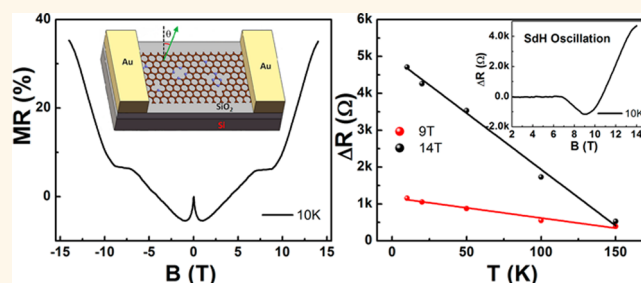 40
30
20
10
0
MR (%)
-15
-10
-5
0
5
10
15
B (T)
10K
θ
Au
Au
SiO₂
Si
6k
5k
4k
3k
2k
1k
0
ΔR (Ω)
0
50
100
150
T (K)
9T
14T
SdH Oscillation
4.0k
2.0k
0.0
-2.0k
ΔR (Ω)
2
4
6
8
10
12
14
B (T)
10K